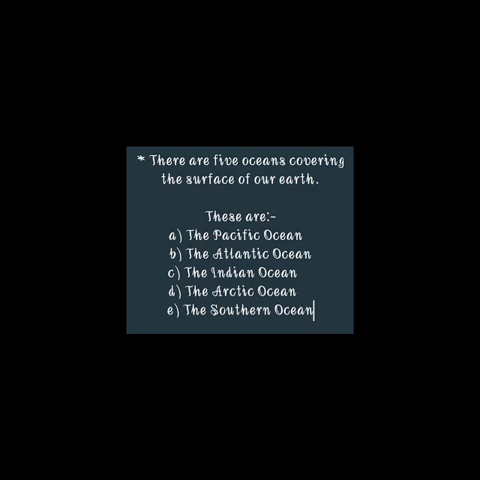 * There are five oceans covering
the surface of our earth.
These are:-
a) The Pacific Ocean
b) The Atlantic Ocean
c) The Indian Ocean
d) The Arctic Ocean
e) The Southern Ocean